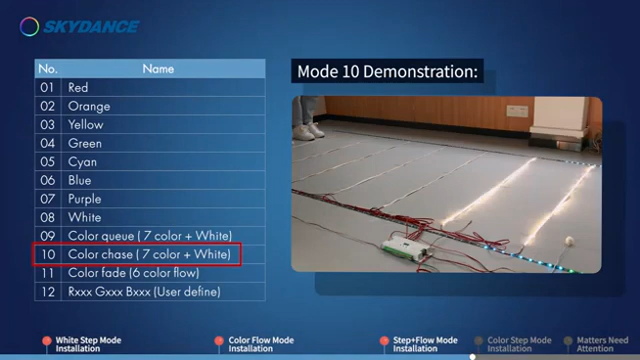 SKYDANCE
No. Name
01 Red
02 Orange
03 Yellow
04 Green
05 Cyan
06 Blue
07 Purple
08 White
09 Color queue ( 7 color + White)
10 Color chase ( 7 color + White)
11 Color fade (6 color flow)
12 Rxxx Gxxx Bxxx (User define)
Mode 10 Demonstration:
White Step Mode
Installation
Color Flow Mode
Installation
Step+Flow Mode
Installation
Color Step Mode
Installation
Matters Need
Attention